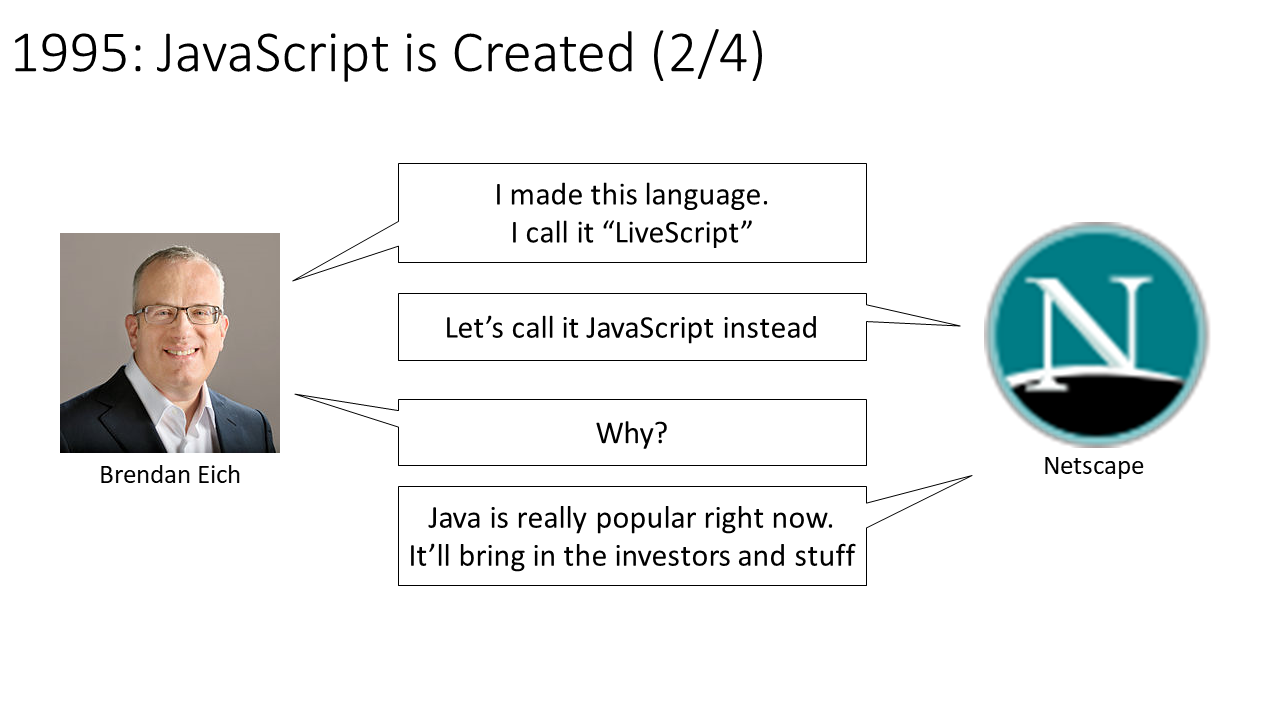 1995: JavaScript is Created (2/4)
I made this language.
I call it “LiveScript”
Let’s call it JavaScript instead
Why?
Java is really popular right now.
It’ll bring in the investors and stuff
Brendan Eich
N
Netscape